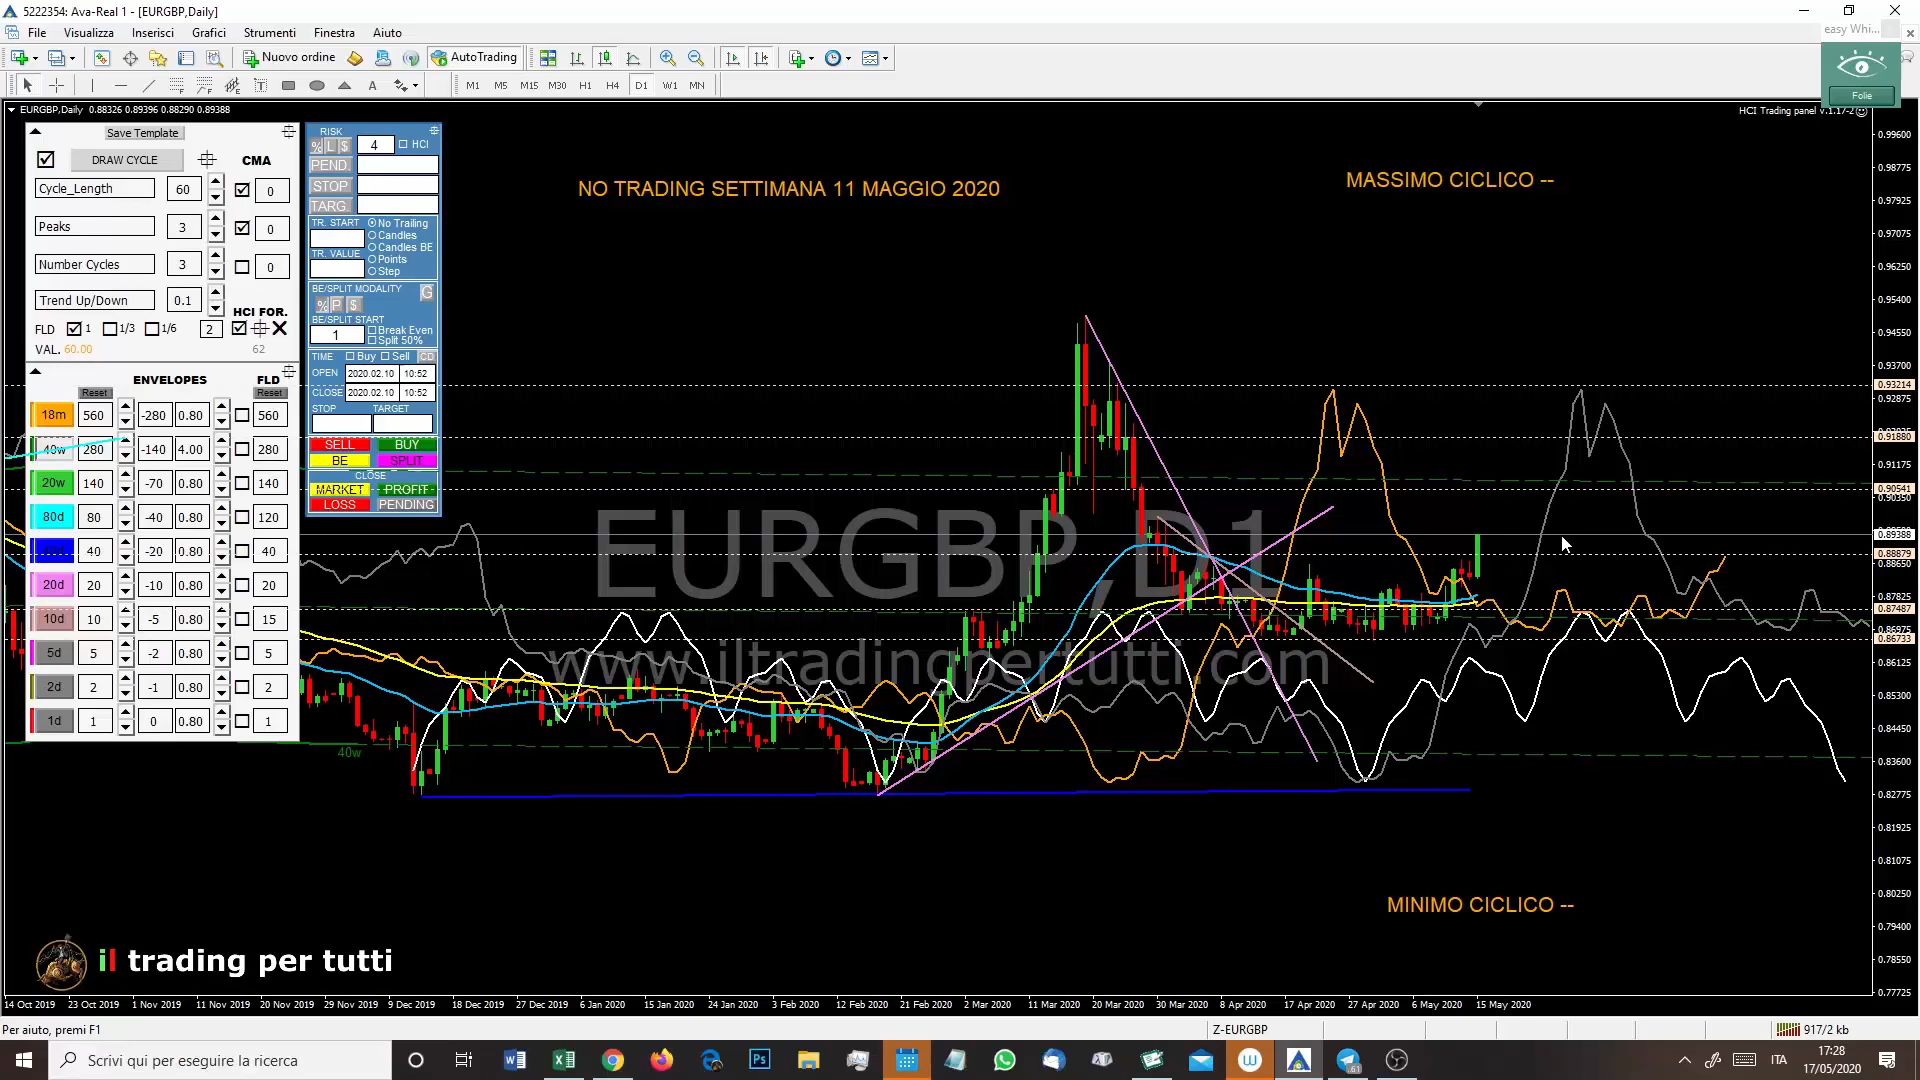 5222354: Ava-Real 1 - [EURGBP,Daily]
easy Whi...
File Visualizza Inserisci Grafici Strumenti Finestra Aiuto
Nuovo ordine AutoTrading
Folie
A M1 M5 M15 M30 H1 H4 D1 W1 MN
EURGBP,Daily 0.88326 0.89396 0.88290 0.89388
HCI Trading panel v.1.17-2
Save Template
DRAW CYCLE CMA
Cycle_Length 60 0
Peaks 3 0
Number Cycles 3 0
Trend Up/Down 0.1
HCI FOR.
FLD 1 1/3 1/6 2
VAL. 60.00 62
ENVELOPES FLD
Reset Reset
18m 560 -280 0.80 560
40w 280 -140 4.00 280
20w 140 -70 0.80 140
80d 80 -40 0.80 120
40 -20 0.80 40
20d 20 -10 0.80 20
10d 10 -5 0.80 15
5d 5 -2 0.80 5
2d 2 -1 0.80 2
1d 1 0 0.80 1
RISK
% L $ 4 HCI
PEND.
STOP
TARG.
TR. START No Trailing
Candles
Candles BE
TR. VALUE Points
Step
BE/SPLIT MODALITY G
% P $
BE/SPLIT START
1 Break Even
Split 50%
TIME Buy Sell CD
OPEN 2020.02.10 10:52
CLOSE 2020.02.10 10:52
STOP TARGET
SELL BUY
BE SPLIT
CLOSE
MARKET PROFIT
LOSS PENDING
NO TRADING SETTIMANA 11 MAGGIO 2020
MASSIMO CICLICO --
EURGBP,D1
www.iltradingpertutti.com
40w
MINIMO CICLICO --
il trading per tutti
0.99600
0.98775
0.97925
0.97075
0.96250
0.95400
0.94550
0.93700
0.93214
0.92875
0.91880
0.91175
0.90541
0.90350
0.89388
0.88879
0.88650
0.87825
0.87487
0.86975
0.86733
0.86125
0.85300
0.84450
0.83600
0.82775
0.81925
0.81075
0.80250
0.79400
0.78550
0.77725
14 Oct 2019 23 Oct 2019 1 Nov 2019 11 Nov 2019 20 Nov 2019 29 Nov 2019 9 Dec 2019 18 Dec 2019 27 Dec 2019 6 Jan 2020 15 Jan 2020 24 Jan 2020 3 Feb 2020 12 Feb 2020 21 Feb 2020 2 Mar 2020 11 Mar 2020 20 Mar 2020 30 Mar 2020 8 Apr 2020 17 Apr 2020 27 Apr 2020 6 May 2020 15 May 2020
Per aiuto, premi F1 Z-EURGBP 917/2 kb
Scrivi qui per eseguire la ricerca
ITA
17:28
17/05/2020